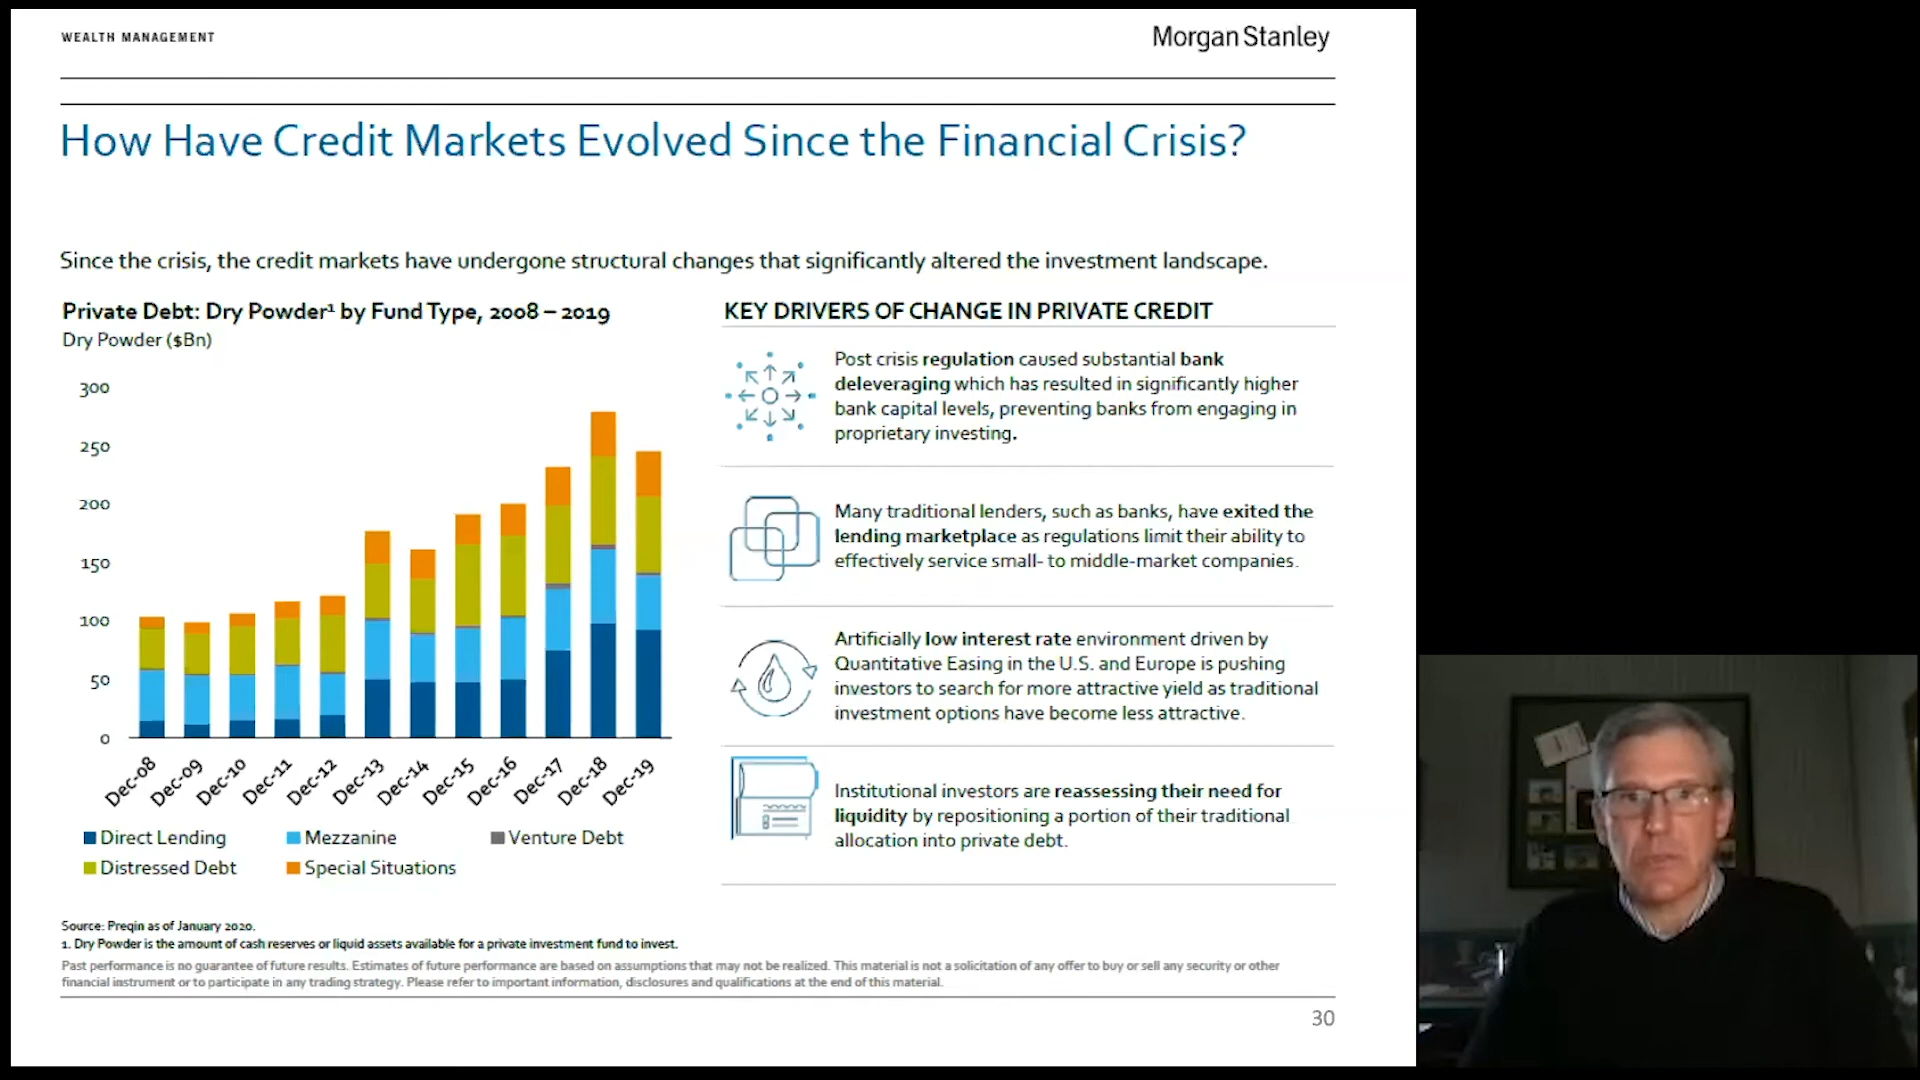 WEALTH MANAGEMENT
Morgan Stanley
How Have Credit Markets Evolved Since the Financial Crisis?
Since the crisis, the credit markets have undergone structural changes that significantly altered the investment landscape.
Private Debt: Dry Powder¹ by Fund Type, 2008 – 2019
Dry Powder ($Bn)
300
250
200
150
100
50
0
Dec-08 Dec-09 Dec-10 Dec-11 Dec-12 Dec-13 Dec-14 Dec-15 Dec-16 Dec-17 Dec-18 Dec-19
Direct Lending Mezzanine Venture Debt
Distressed Debt Special Situations
KEY DRIVERS OF CHANGE IN PRIVATE CREDIT
Post crisis regulation caused substantial bank
deleveraging which has resulted in significantly higher
bank capital levels, preventing banks from engaging in
proprietary investing.
Many traditional lenders, such as banks, have exited the
lending marketplace as regulations limit their ability to
effectively service small- to middle-market companies.
Artificially low interest rate environment driven by
Quantitative Easing in the U.S. and Europe is pushing
investors to search for more attractive yield as traditional
investment options have become less attractive.
Institutional investors are reassessing their need for
liquidity by repositioning a portion of their traditional
allocation into private debt.
Source: Preqin as of January 2020.
1. Dry Powder is the amount of cash reserves or liquid assets available for a private investment fund to invest.
Past performance is no guarantee of future results. Estimates of future performance are based on assumptions that may not be realized. This material is not a solicitation of any offer to buy or sell any security or other
financial instrument or to participate in any trading strategy. Please refer to important information, disclosures and qualifications at the end of this material.
30